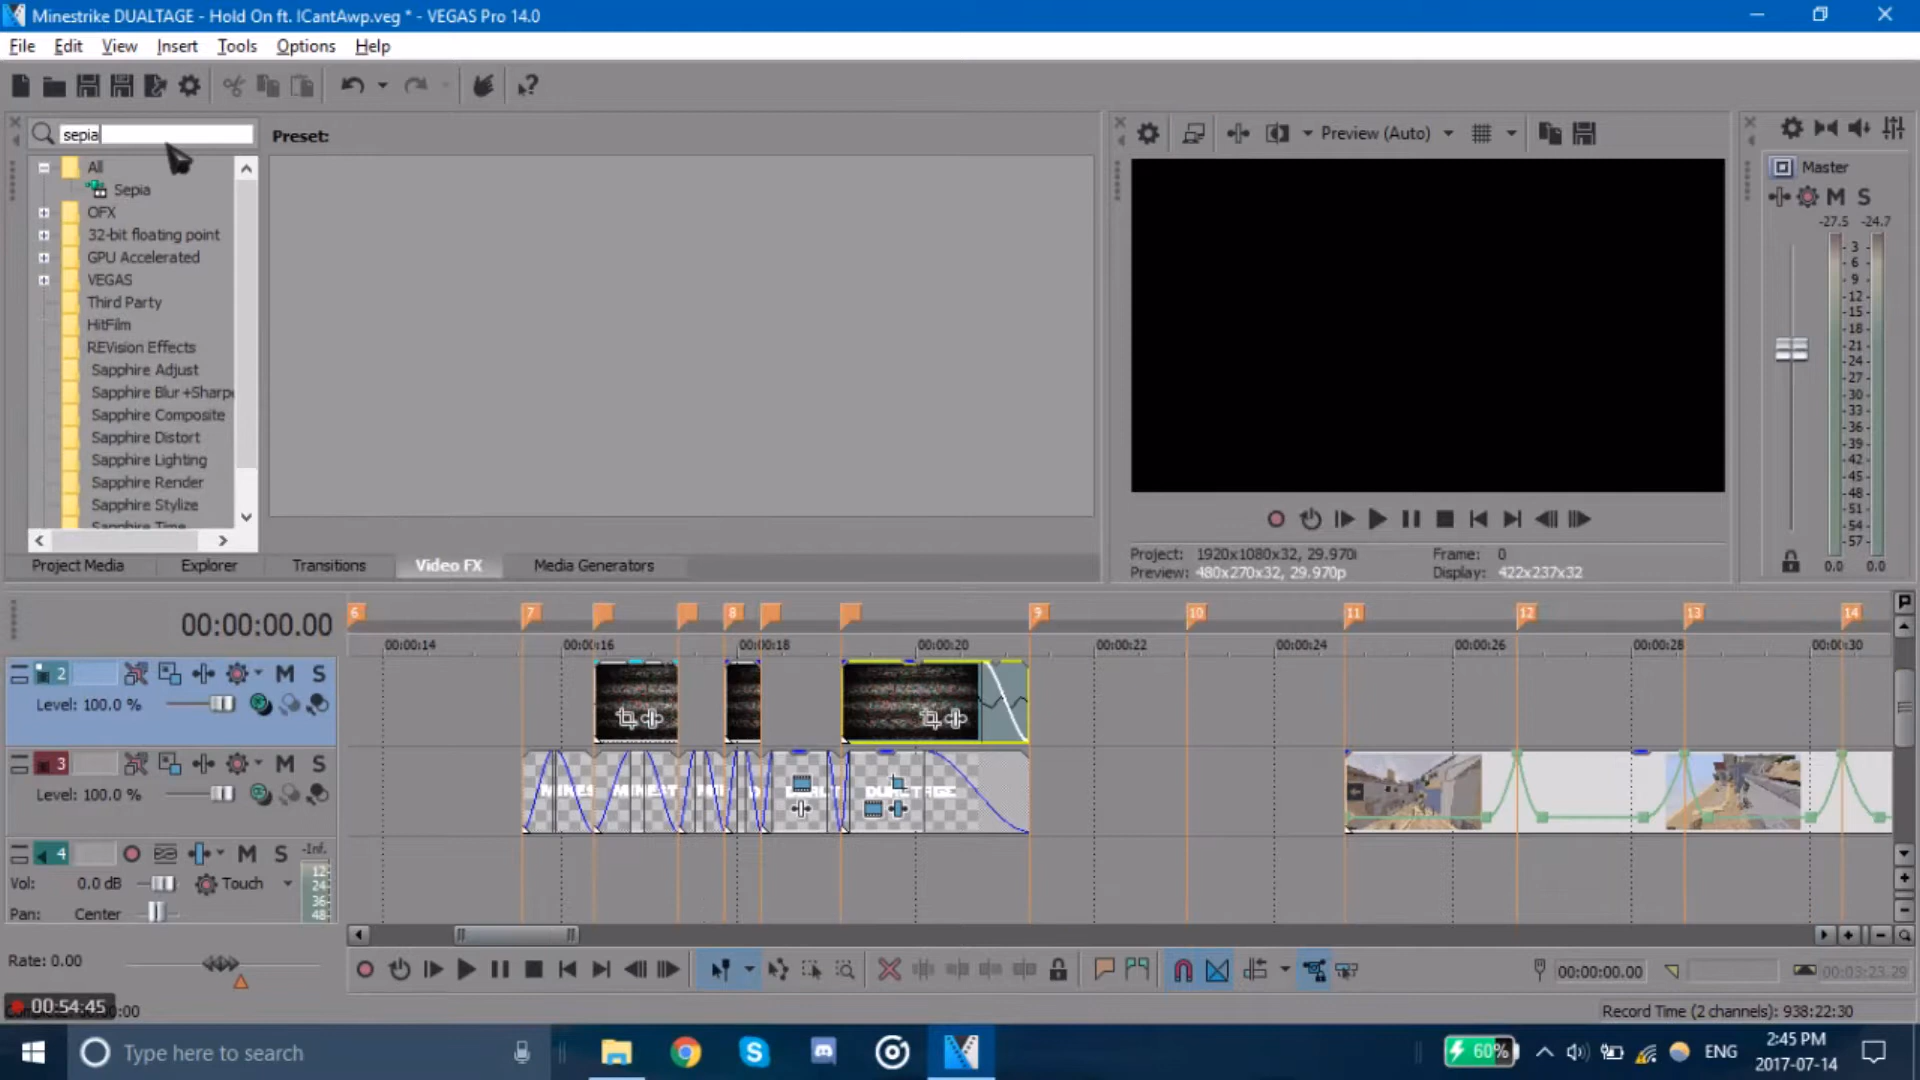 Minestrike DUALTAGE - Hold On ft. ICantAwp.veg * - VEGAS Pro 14.0
File Edit View Insert Tools Options Help
sepia
Preset:
All
Sepia
OFX
32-bit floating point
GPU Accelerated
VEGAS
Third Party
HitFilm
REVision Effects
Sapphire Adjust
Sapphire Blur+Sharpe
Sapphire Composite
Sapphire Distort
Sapphire Lighting
Sapphire Render
Sapphire Stylize
Sapphire Time
Project Media Explorer Transitions Video FX Media Generators
Preview (Auto)
Project: 1920x1080x32, 29.970i Frame: 0
Preview: 480x270x32, 29.970p Display: 422x237x32
Master
M S
-27.5 -24.7
3
6
9
12
15
18
21
24
27
30
33
36
39
42
45
48
51
54
57
0.0 0.0
00:00:00.00
6 7 8 9 10 11 12 13 14
00:00:14 00:00:16 00:00:18 00:00:20 00:00:22 00:00:24 00:00:26 00:00:28 00:00:30
2 M S
Level: 100.0 %
3 M S
Level: 100.0 %
DUALTAGE
4 M S -Inf.
Vol: 0.0 dB Touch
Pan: Center
12
24
36
48
Rate: 0.00
00:00:00.00
00:03:23.29
00:54:45
Record Time (2 channels): 938:22:30
Type here to search
60%
ENG
2:45 PM
2017-07-14